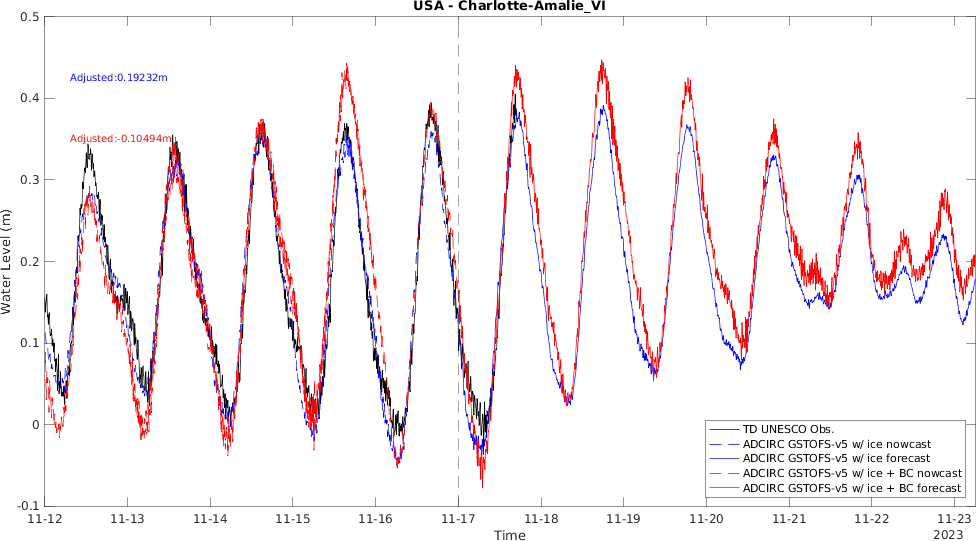 USA - Charlotte-Amalie_VI
0.5
0.4
0.3
0.2
0.1
0
-0.1
Water Level (m)
Adjusted:0.19232m
Adjusted:-0.10494m
TD UNESCO Obs.
ADCIRC GSTOFS-v5 w/ ice nowcast
ADCIRC GSTOFS-v5 w/ ice forecast
ADCIRC GSTOFS-v5 w/ ice + BC nowcast
ADCIRC GSTOFS-v5 w/ ice + BC forecast
11-12 11-13 11-14 11-15 11-16 11-17 11-18 11-19 11-20 11-21 11-22 11-23
2023
Time